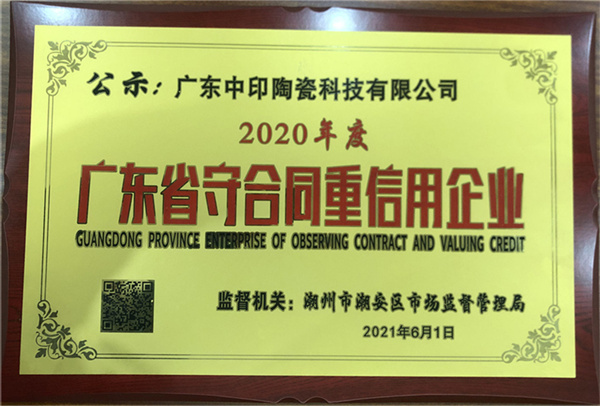 公示：广东中印陶瓷科技有限公司
2020年度
广东省守合同重信用企业
GUANGDONG PROVINCE ENTERPRISE OF OBSERVING CONTRACT AND VALUING CREDIT
监督机关：潮州市潮安区市场监督管理局
2021年6月1日